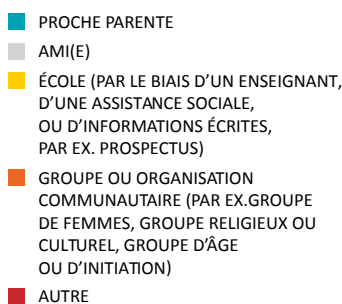 PROCHE PARENTE
AMI(E)
ÉCOLE (PAR LE BIAIS D’UN ENSEIGNANT,
D’UNE ASSISTANCE SOCIALE,
OU D’INFORMATIONS ÉCRITES,
PAR EX. PROSPECTUS)
GROUPE OU ORGANISATION
COMMUNAUTAIRE (PAR EX.GROUPE
DE FEMMES, GROUPE RELIGIEUX OU
CULTUREL, GROUPE D’ÂGE
OU D’INITIATION)
AUTRE